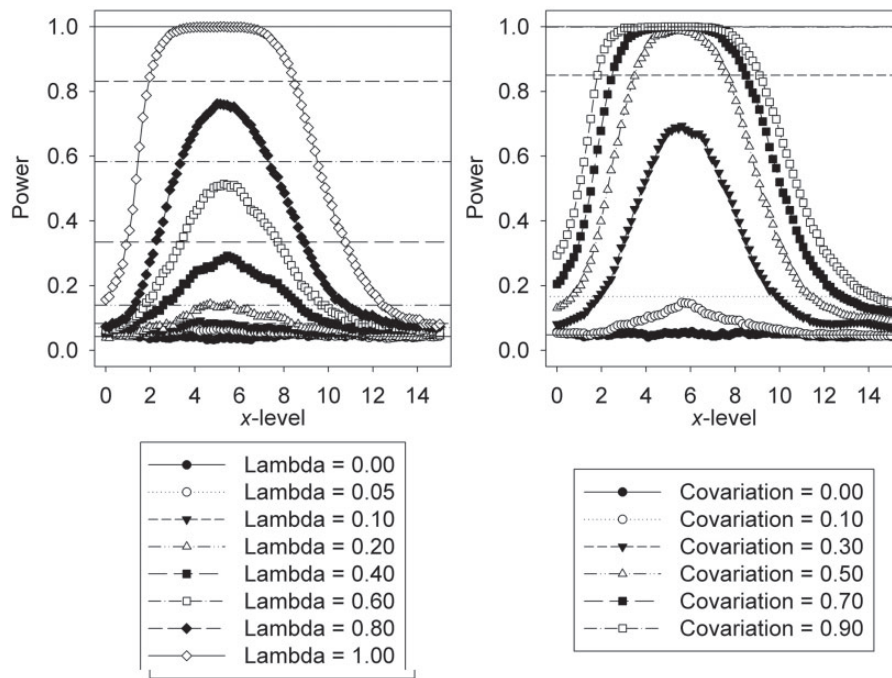 1.0
0.8
0.6
0.4
0.2
0.0
Power
0 2 4 6 8 10 12 14
x-level
Lambda = 0.00
Lambda = 0.05
Lambda = 0.10
Lambda = 0.20
Lambda = 0.40
Lambda = 0.60
Lambda = 0.80
Lambda = 1.00
1.0
0.8
0.6
0.4
0.2
0.0
Power
0 2 4 6 8 10 12 14
x-level
Covariation = 0.00
Covariation = 0.10
Covariation = 0.30
Covariation = 0.50
Covariation = 0.70
Covariation = 0.90